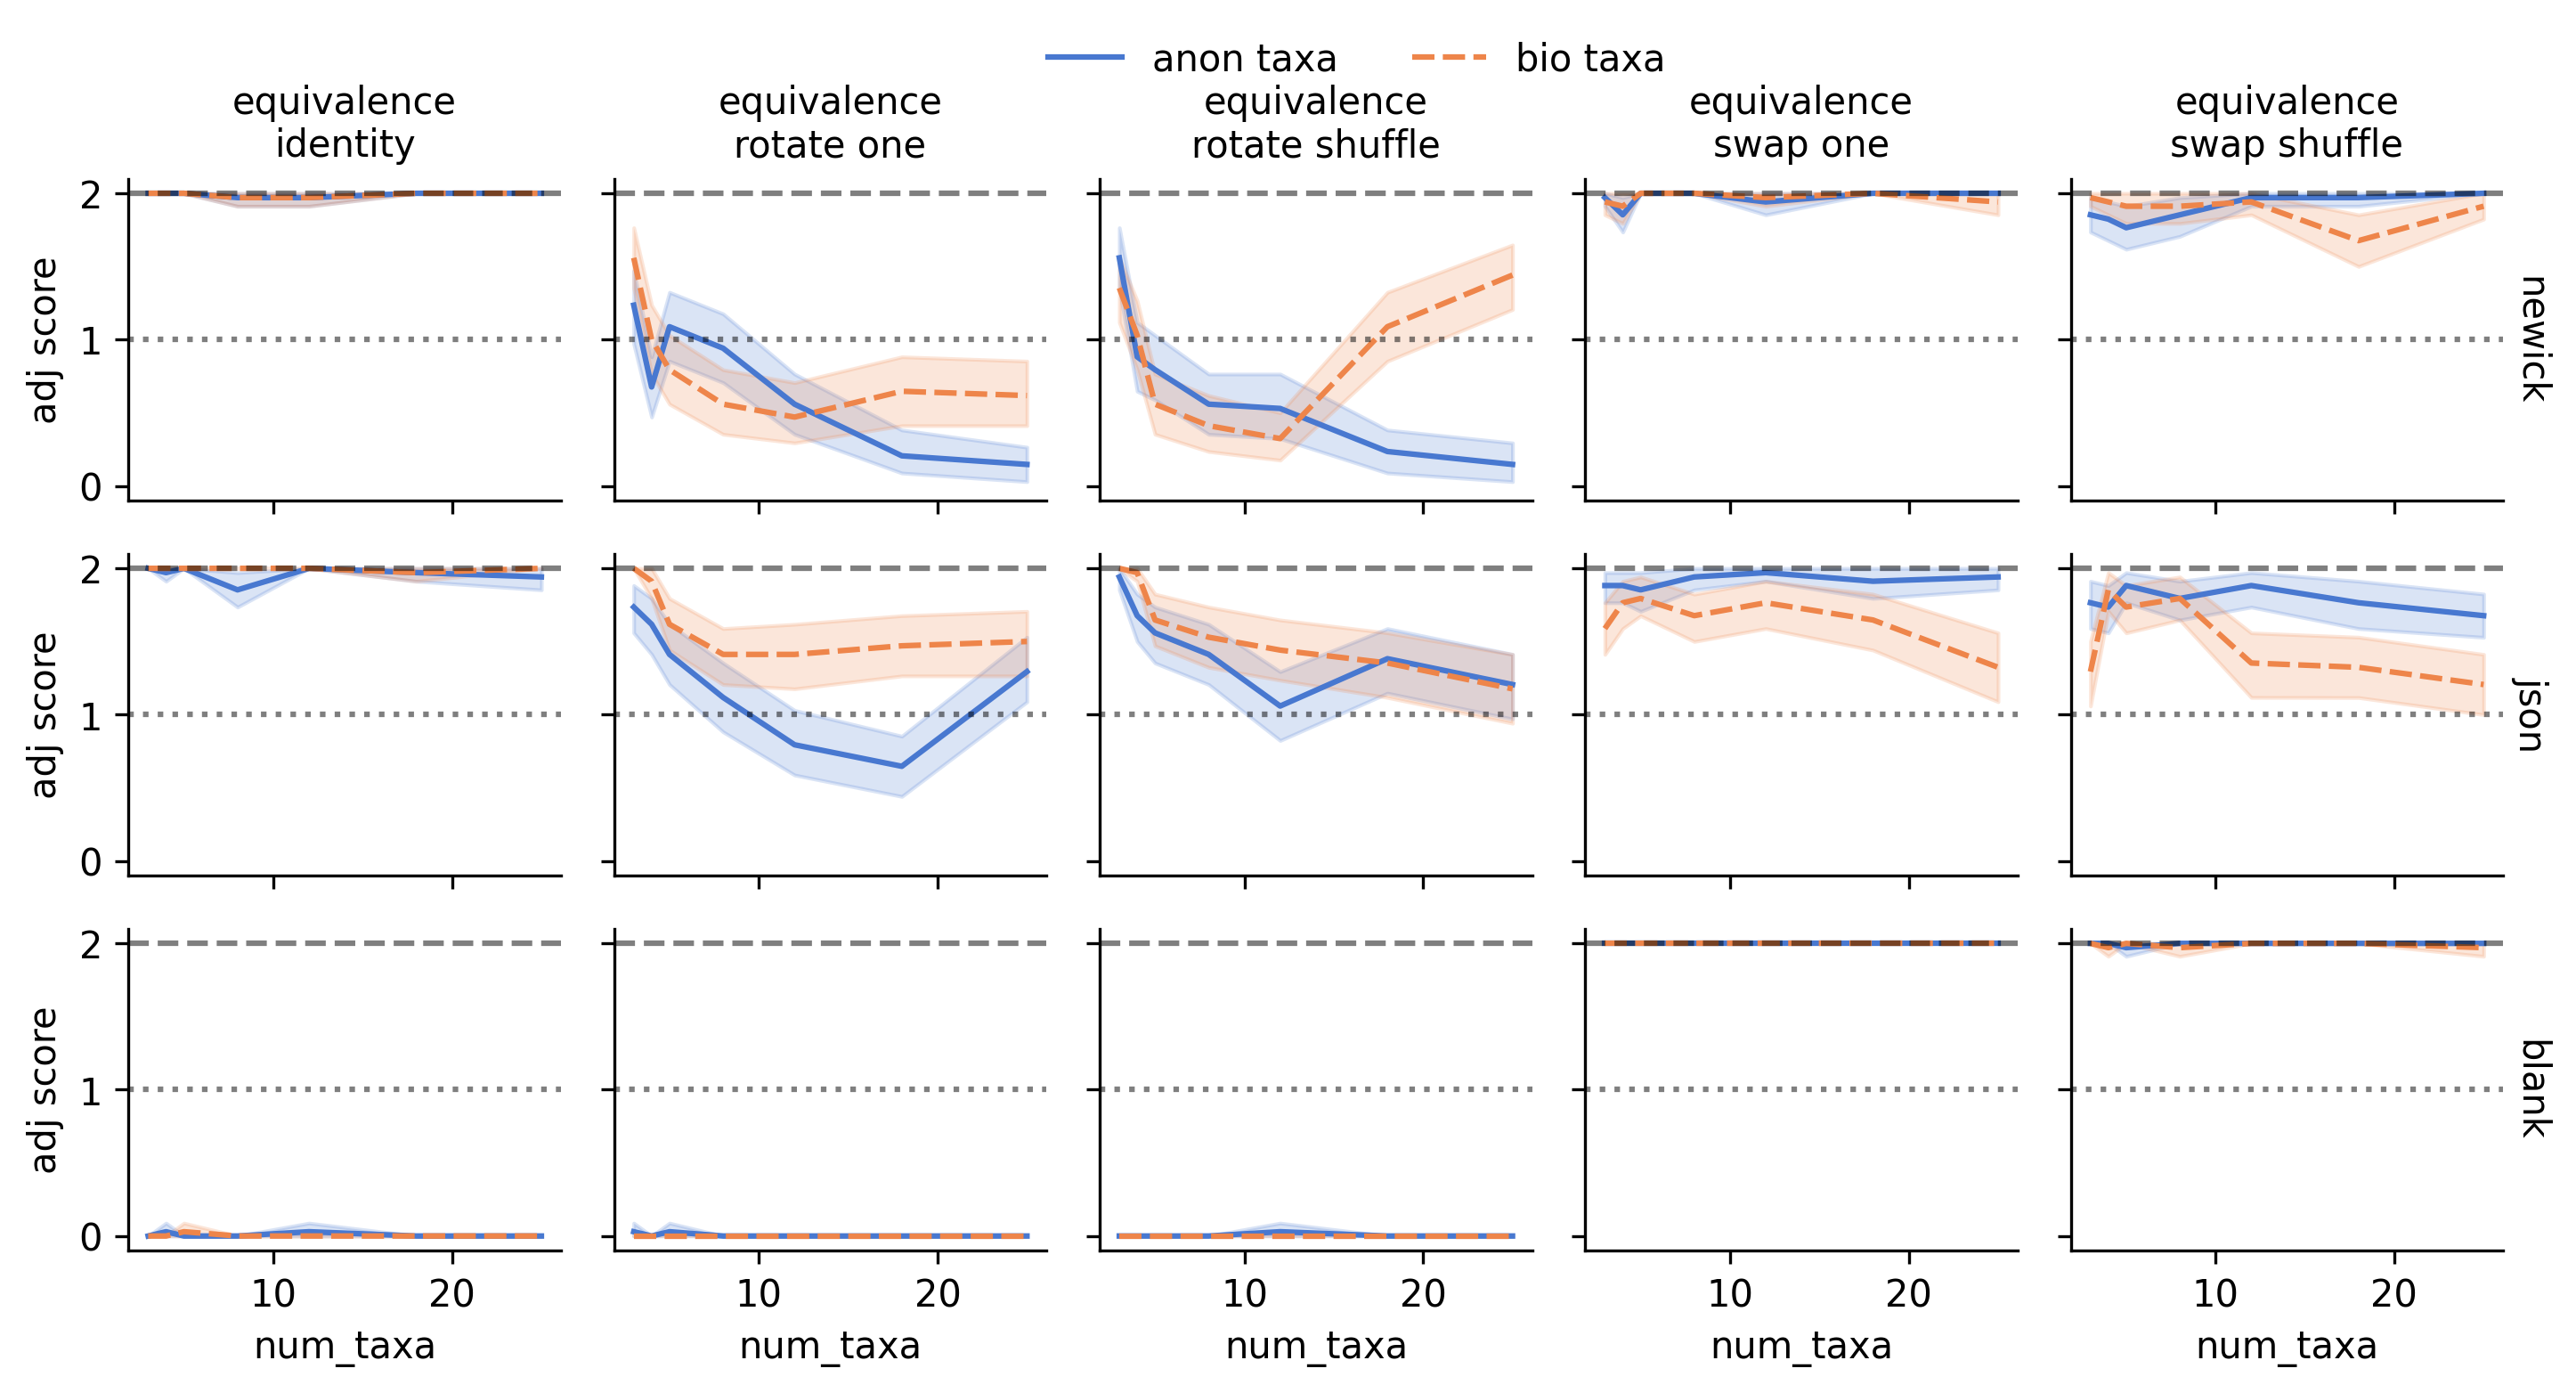 anon taxa bio taxa
equivalence identity
equivalence rotate one
equivalence rotate shuffle
equivalence swap one
equivalence swap shuffle
adj score
2
1
0
newick
adj score
2
1
0
json
adj score
2
1
0
blank
10 20
10 20
10 20
10 20
10 20
num_taxa
num_taxa
num_taxa
num_taxa
num_taxa